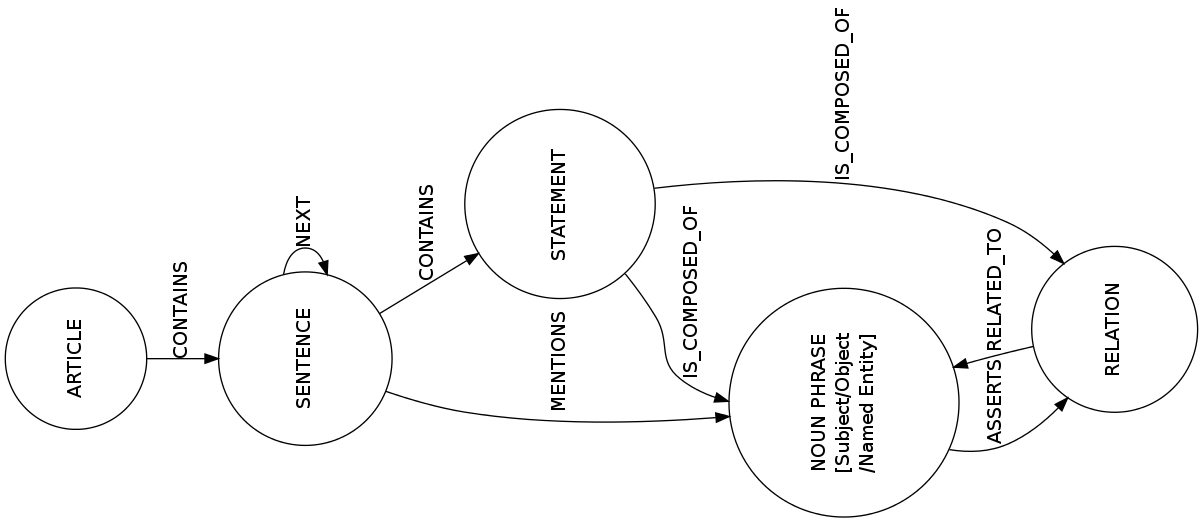 ARTICLE
CONTAINS
SENTENCE
NEXT
CONTAINS
STATEMENT
MENTIONS
IS_COMPOSED_OF
IS_COMPOSED_OF
NOUN PHRASE
[Subject/Object
/Named Entity]
RELATED_TO
ASSERTS
RELATION